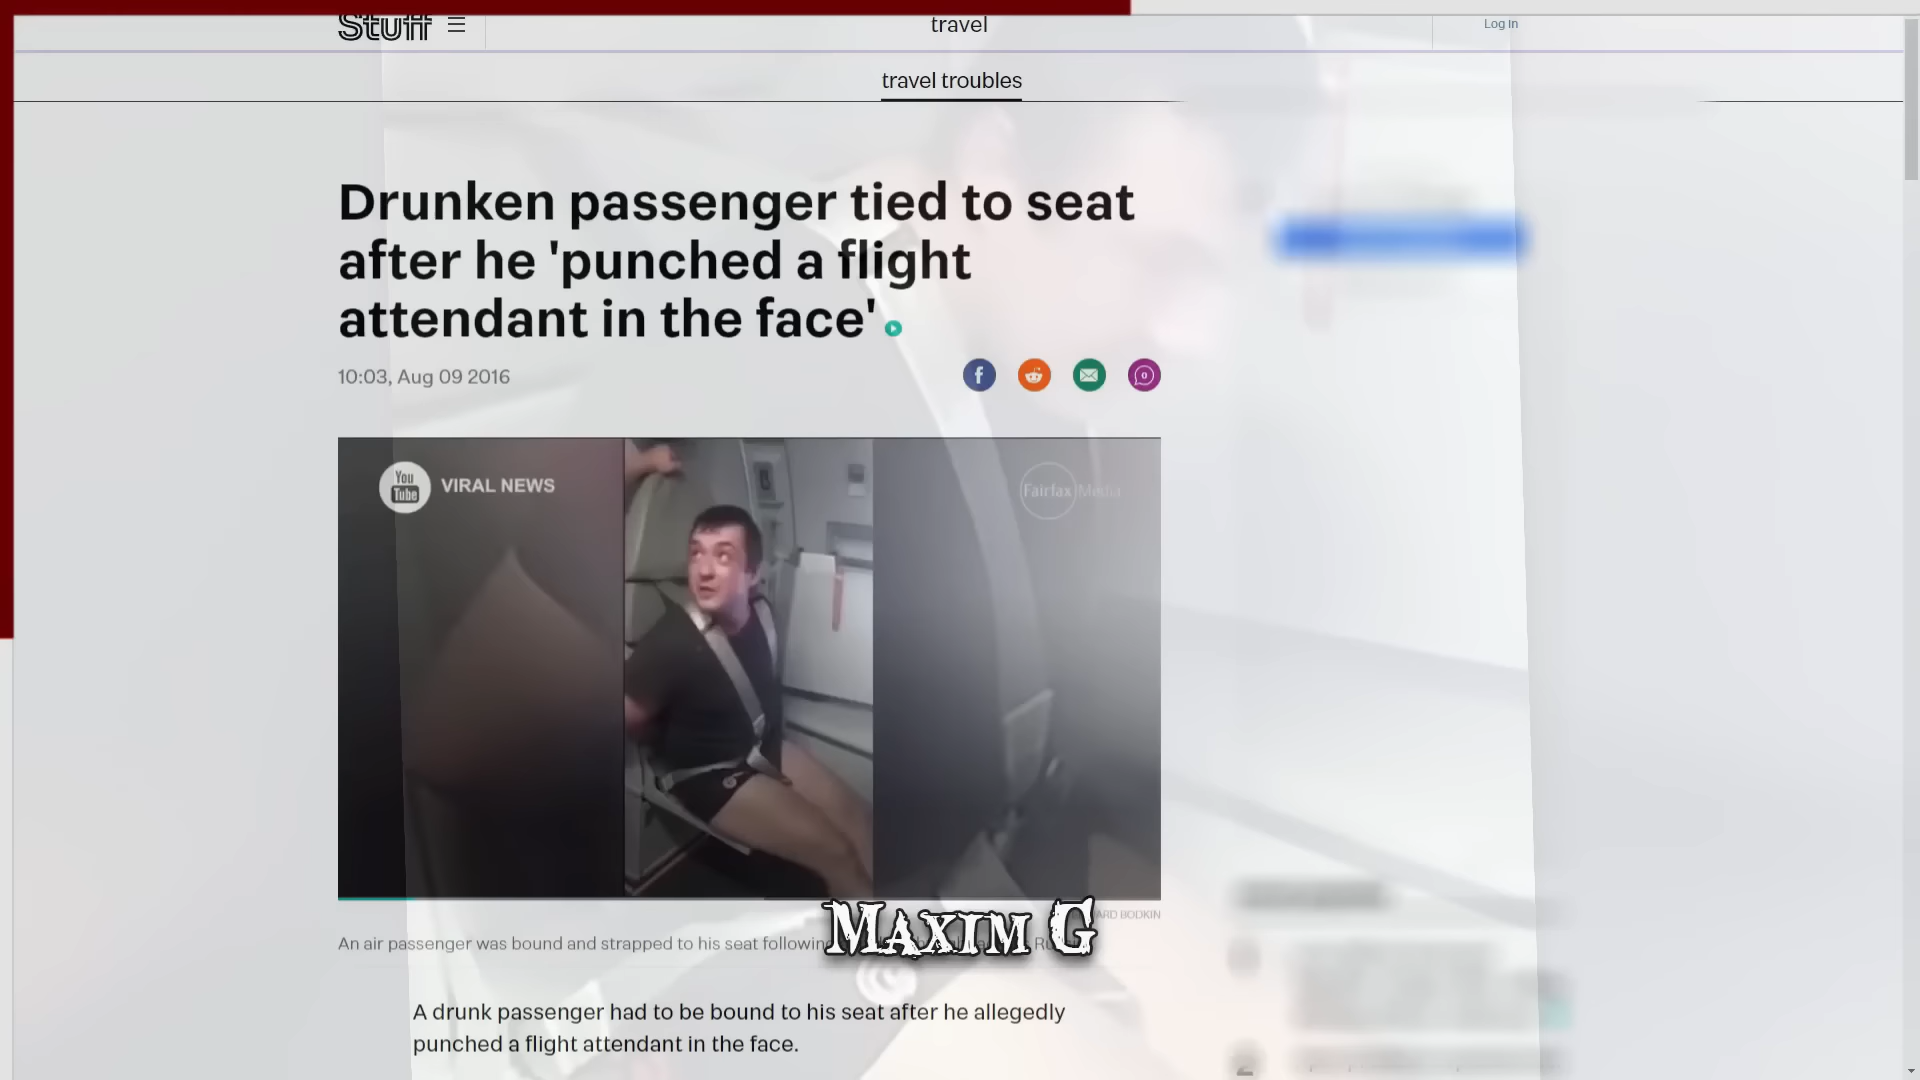 Stuff
travel
Log in
travel troubles
Drunken passenger tied to seat
after he 'punched a flight
attendant in the face'
10:03, Aug 09 2016
You
Tube
VIRAL NEWS
Fairfax Media
BODKIN
An air passenger was bound and strapped to his seat following
MAXIM G
A drunk passenger had to be bound to his seat after he allegedly
punched a flight attendant in the face.